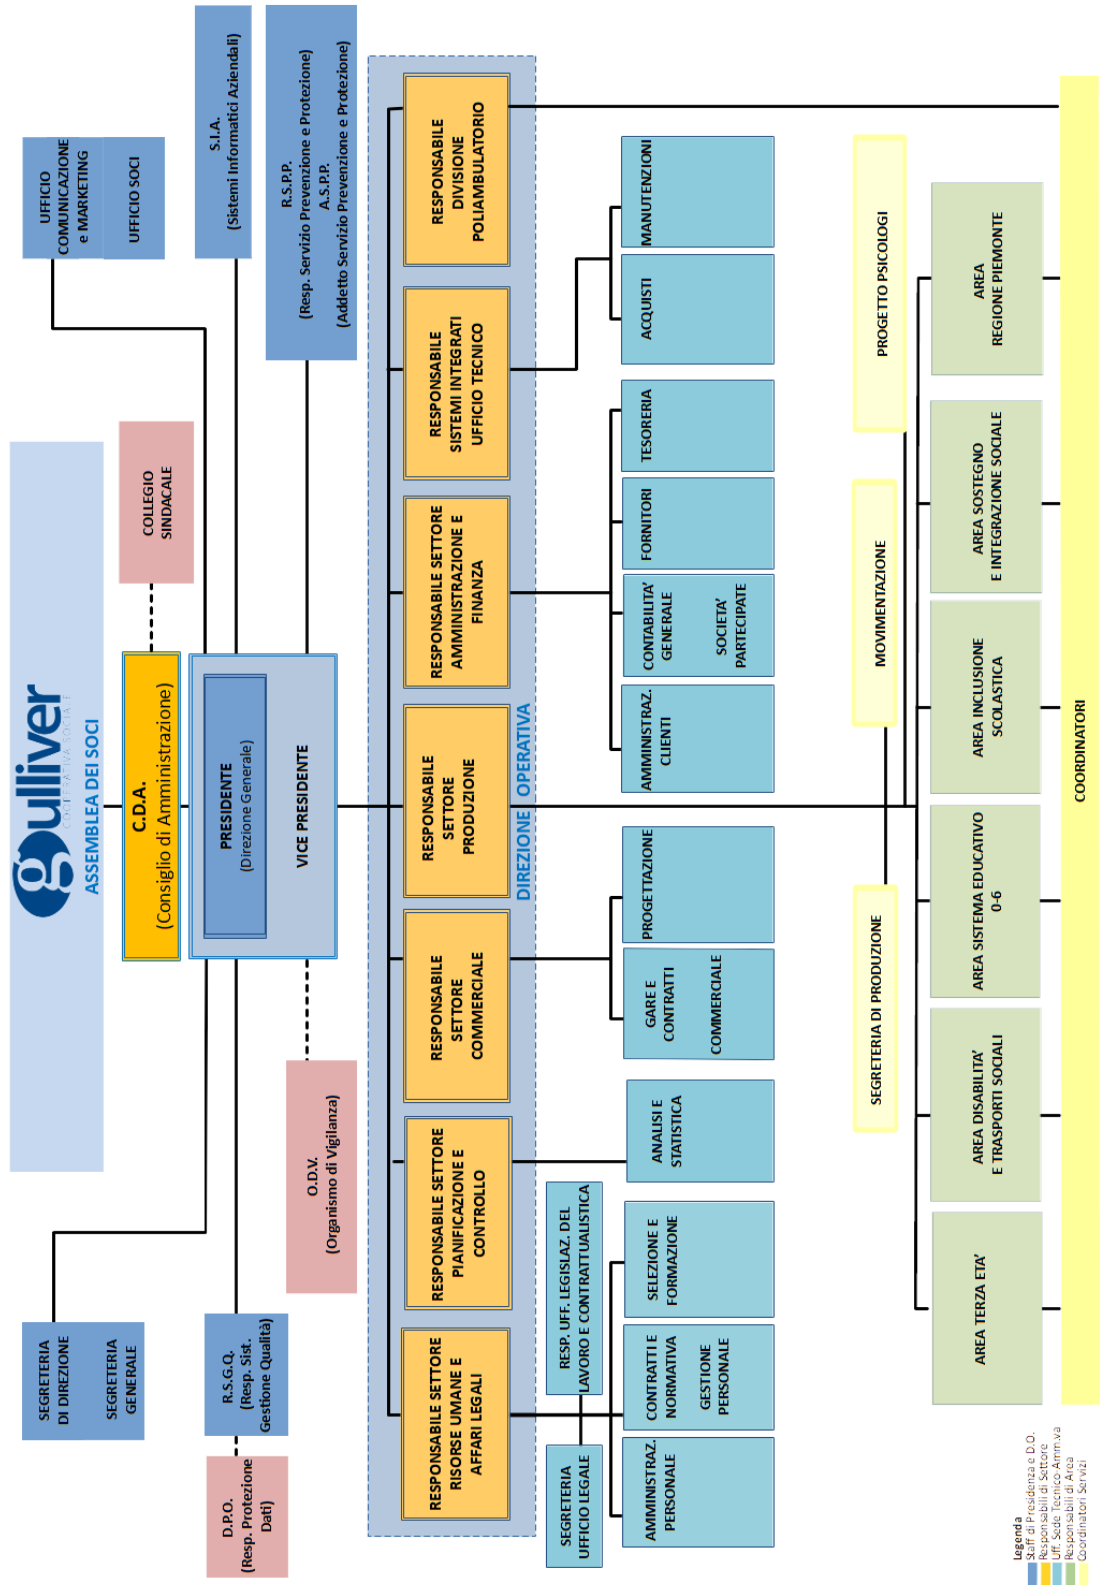 gulliver
COOPERATIVA SOCIALE
ASSEMBLEA DEI SOCI
C.D.A.
(Consiglio di Amministrazione)
COLLEGIO
SINDACALE
PRESIDENTE
(Direzione Generale)
VICE PRESIDENTE
SEGRETERIA
DI DIREZIONE
SEGRETERIA
GENERALE
UFFICIO
COMUNICAZIONE
e MARKETING
UFFICIO SOCI
D.P.O.
(Resp. Protezione
Dati)
R.S.G.Q.
(Resp. Sist.
Gestione Qualità)
S.I.A.
(Sistemi Informatici Aziendali)
O.D.V.
(Organismo di Vigilanza)
R.S.P.P.
(Resp. Servizio Prevenzione e Protezione)
A.S.P.P.
(Addetto Servizio Prevenzione e Protezione)
RESPONSABILE SETTORE
RISORSE UMANE E
AFFARI LEGALI
RESPONSABILE SETTORE
PIANIFICAZIONE E
CONTROLLO
RESPONSABILE
SETTORE
COMMERCIALE
RESPONSABILE
SETTORE
PRODUZIONE
RESPONSABILE SETTORE
AMMINISTRAZIONE E
FINANZA
RESPONSABILE
SISTEMI INTEGRATI
UFFICIO TECNICO
RESPONSABILE
DIVISIONE
POLIAMBULATORIO
DIREZIONE OPERATIVA
SEGRETERIA
UFFICIO LEGALE
RESP. UFF. LEGISLAZ. DEL
LAVORO E CONTRATTUALISTICA
AMMINISTRAZ.
PERSONALE
CONTRATTI E
NORMATIVA
GESTIONE
PERSONALE
SELEZIONE E
FORMAZIONE
ANALISI E
STATISTICA
GARE E
CONTRATTI
COMMERCIALE
PROGETTAZIONE
AMMINISTRAZ.
CLIENTI
CONTABILITA'
GENERALE
SOCIETA'
PARTECIPATE
FORNITORI
TESORERIA
ACQUISTI
MANUTENZIONI
SEGRETERIA DI PRODUZIONE
MOVIMENTAZIONE
PROGETTO PSICOLOGI
AREA TERZA ETA'
AREA DISABILITA'
E TRASPORTI SOCIALI
AREA SISTEMA EDUCATIVO
0-6
AREA INCLUSIONE
SCOLASTICA
AREA SOSTEGNO
E INTEGRAZIONE SOCIALE
AREA
REGIONE PIEMONTE
COORDINATORI
Legenda
Staff di Presidenza e D.O.
Responsabili di Settore
Uff. Sede Tecnico-Amm.va
Responsabili di Area
Coordinatori Servizi